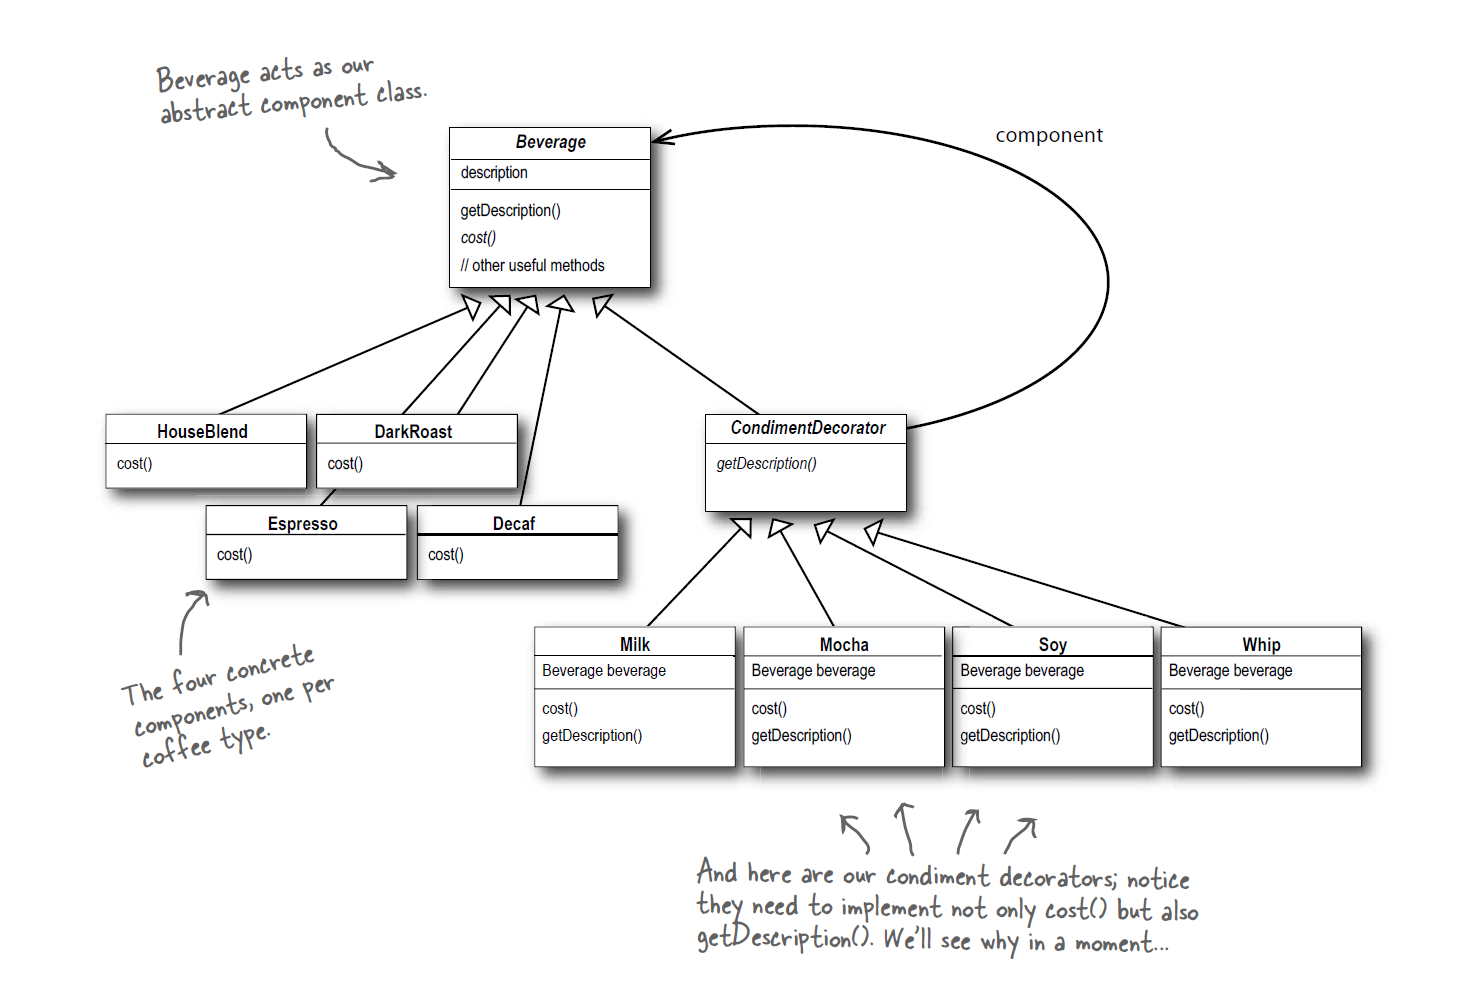 Beverage acts as our
abstract component class.
component
Beverage
description
getDescription()
cost()
// other useful methods
HouseBlend
cost()
DarkRoast
cost()
CondimentDecorator
getDescription()
Espresso
cost()
Decaf
cost()
The four concrete
components, one per
coffee type.
Milk
Beverage beverage
cost()
getDescription()
Mocha
Beverage beverage
cost()
getDescription()
Soy
Beverage beverage
cost()
getDescription()
Whip
Beverage beverage
cost()
getDescription()
And here are our condiment decorators; notice
they need to implement not only cost() but also
getDescription(). We'll see why in a moment...